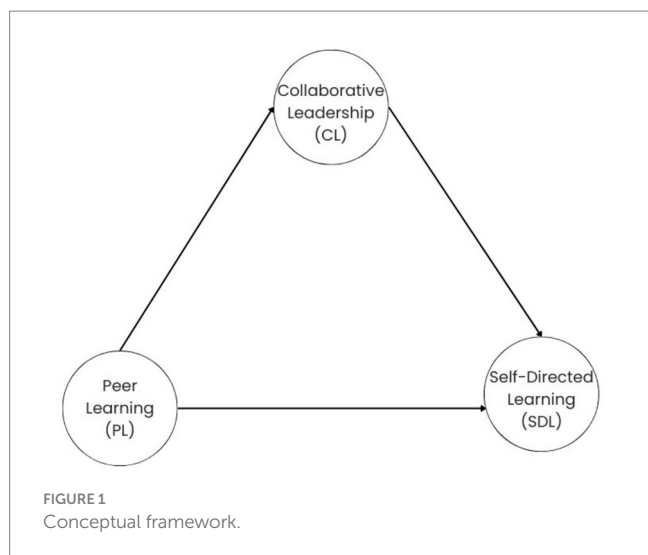 Collaborative
Leadership
(CL)
Peer
Learning
(PL)
Self-Directed
Learning
(SDL)
FIGURE 1
Conceptual framework.